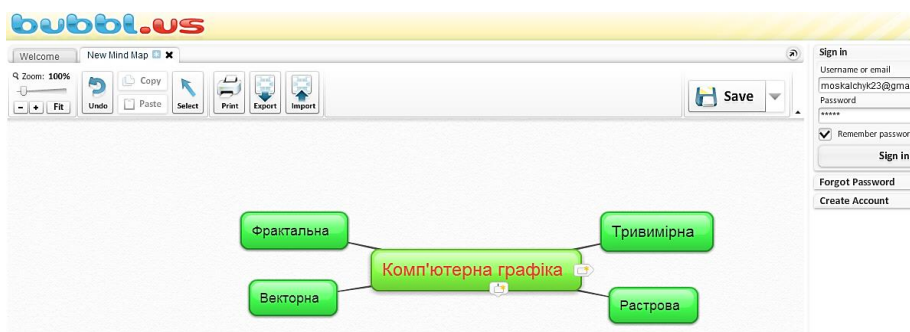 bubbl.us
Welcome
New Mind Map
Zoom: 100%
Fit
Undo
Copy
Paste
Select
Print
Export
Import
Save
Sign in
Username or email
moskalchyk23@gma
Password
*****
Remember passwor
Sign in
Forgot Password
Create Account
Фрактальна
Тривимірна
Комп'ютерна графіка
Векторна
Растрова